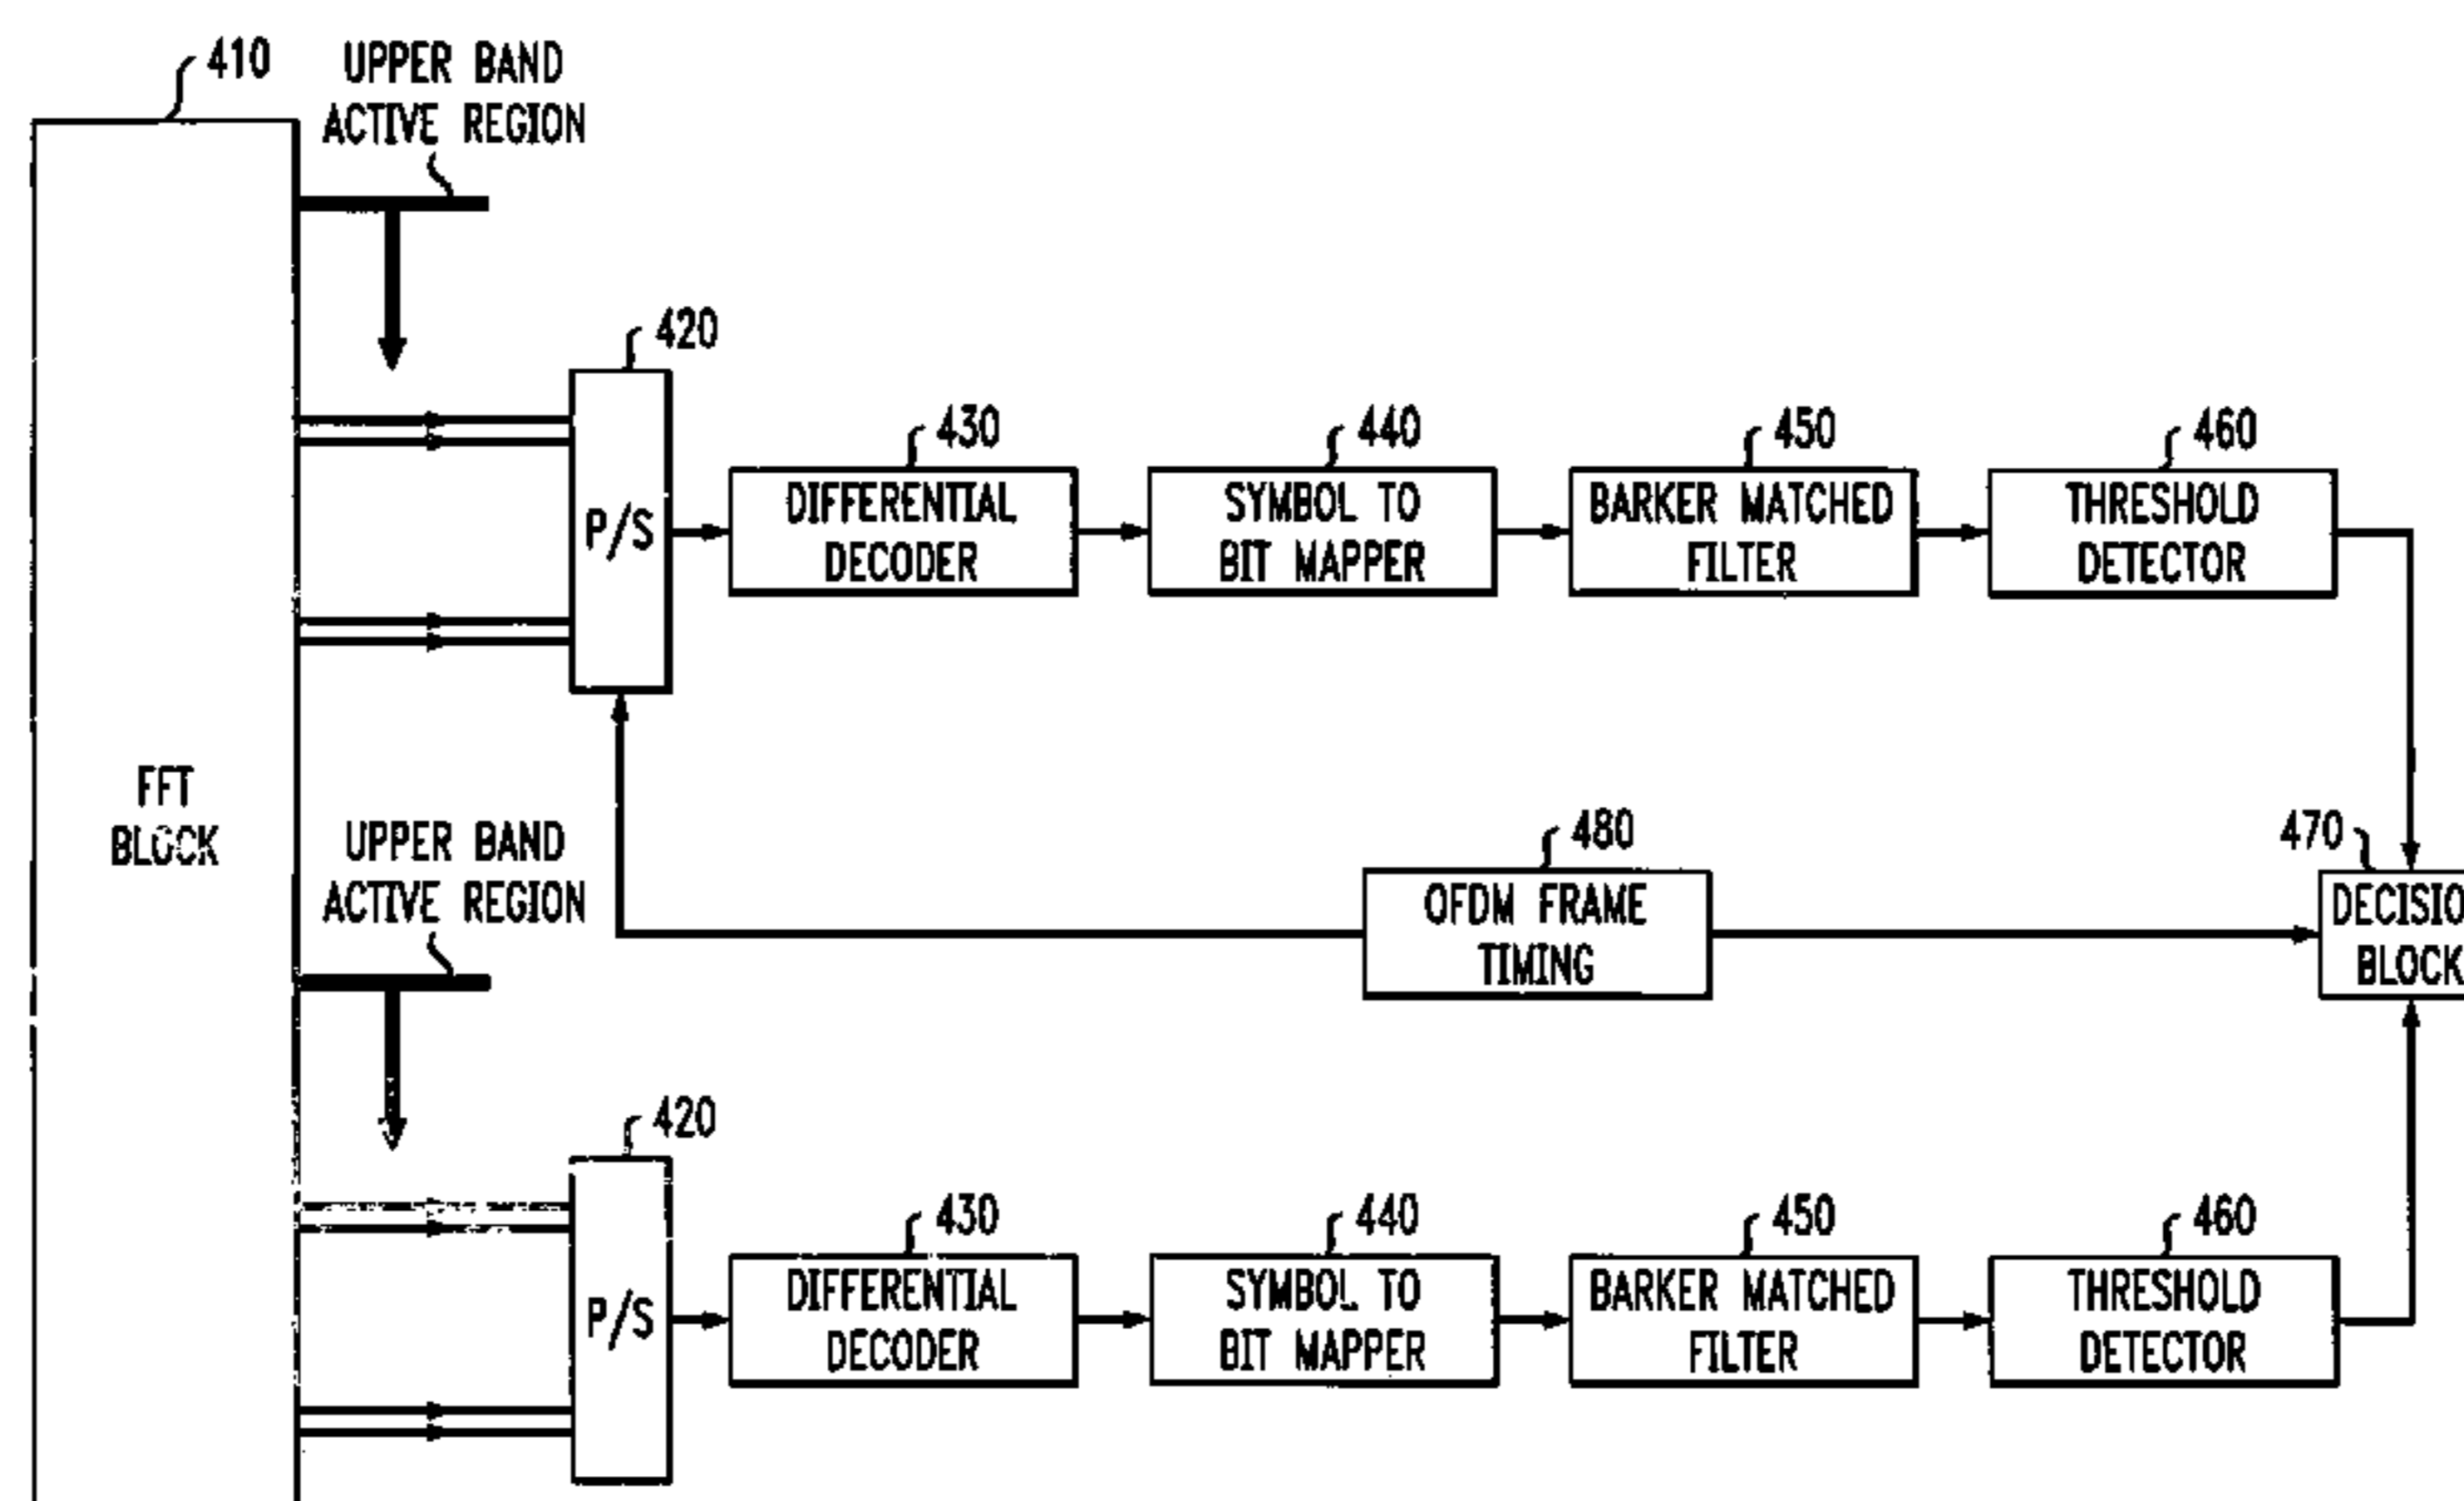 410
UPPER BAND
ACTIVE REGION
420
P/S
430
DIFFERENTIAL
DECODER
440
SYMBOL TO
BIT MAPPER
450
BARKER MATCHED
FILTER
460
THRESHOLD
DETECTOR
FFT
BLOCK
UPPER BAND
ACTIVE REGION
480
OFDM FRAME
TIMING
470
DECISIO
BLOCK
420
P/S
430
DIFFERENTIAL
DECODER
440
SYMBOL TO
BIT MAPPER
450
BARKER MATCHED
FILTER
460
THRESHOLD
DETECTOR